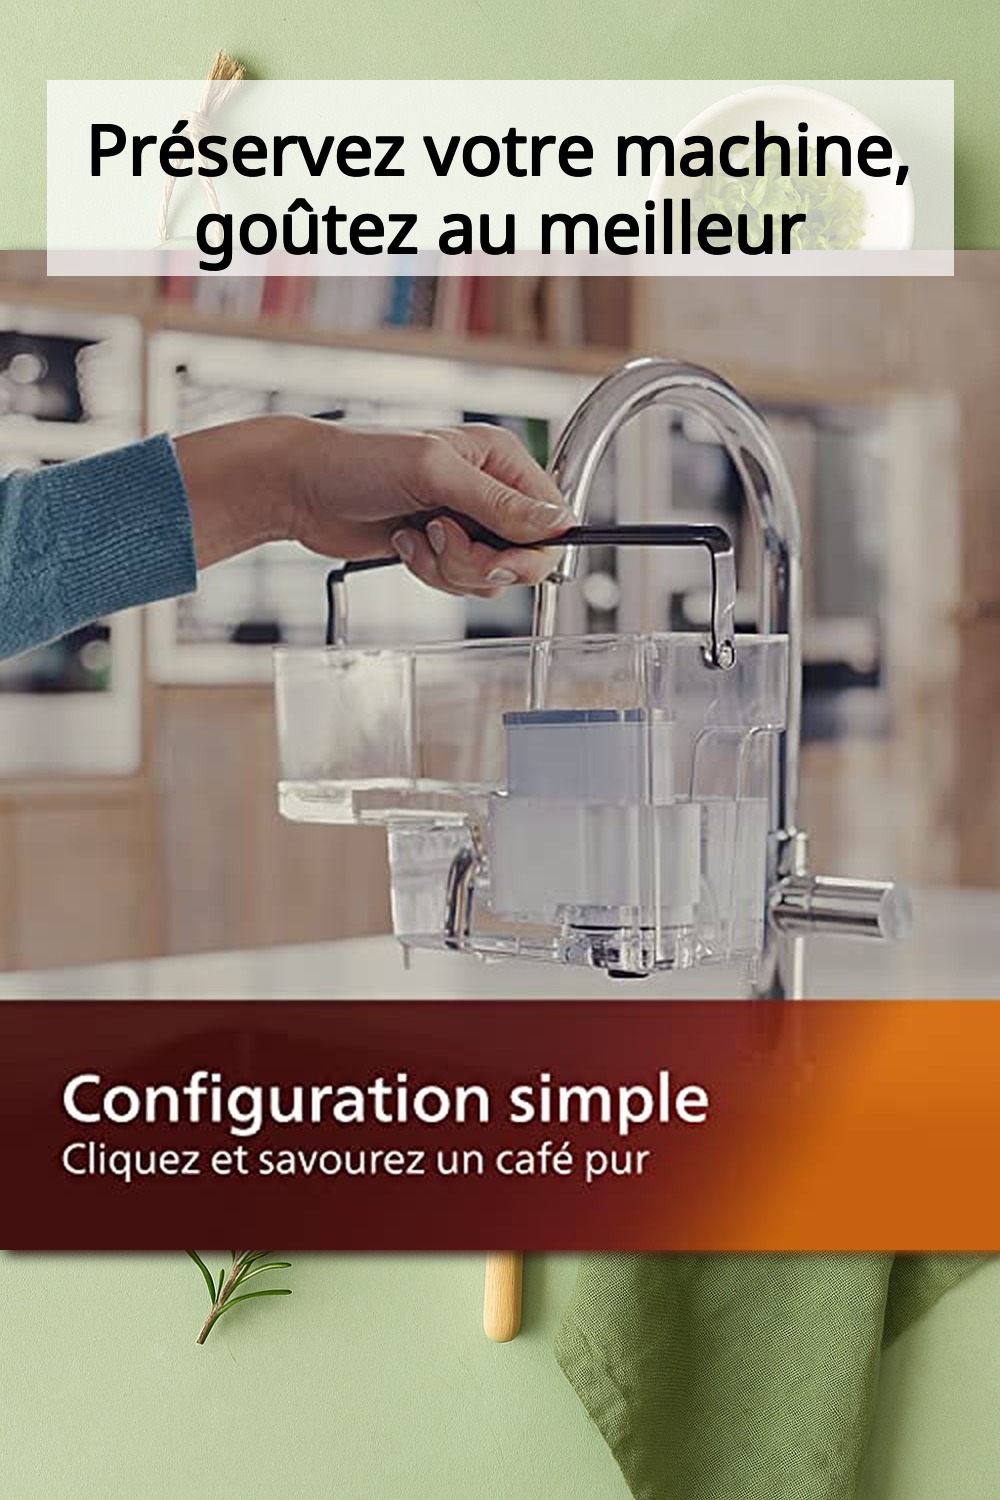 Préservez votre machine,
goûtez au meilleur
Configuration simple
Cliquez et savourez un café pur